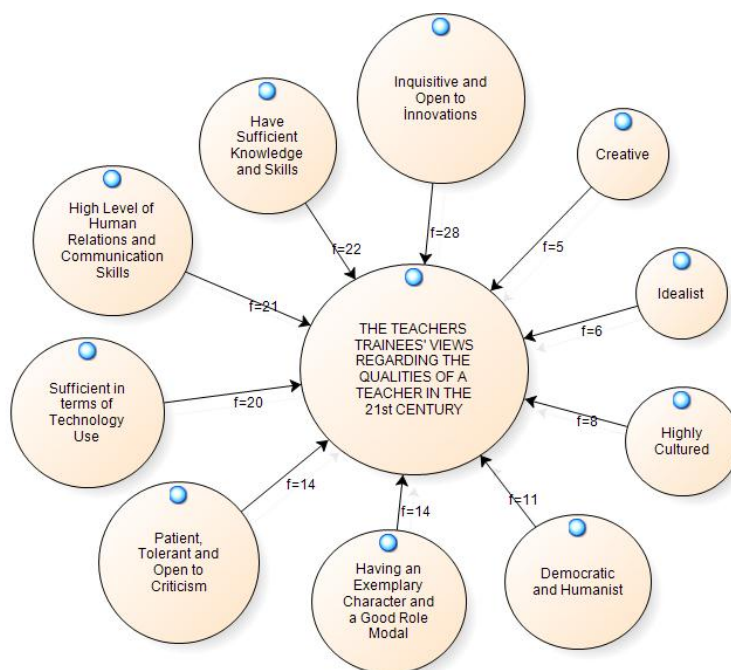 Inquisitive and
Open to
İnnovations
Have
Sufficient
Knowledge
and Skills
Creative
High Level of
Human
Relations and
Communication
Skills
f=28
f=22
f=5
Idealist
f=21
THE TEACHERS
TRAINEES' VIEWS
REGARDING THE
QUALITIES OF A
TEACHER IN THE
21st CENTURY
f=6
Sufficient in
terms of
Technology
Use
f=20
f=8
Highly
Cultured
f=14
f=14
f=11
Patient,
Tolerant and
Open to
Criticism
Having an
Exemplary
Character and
a Good Role
Modal
Democratic
and Humanist